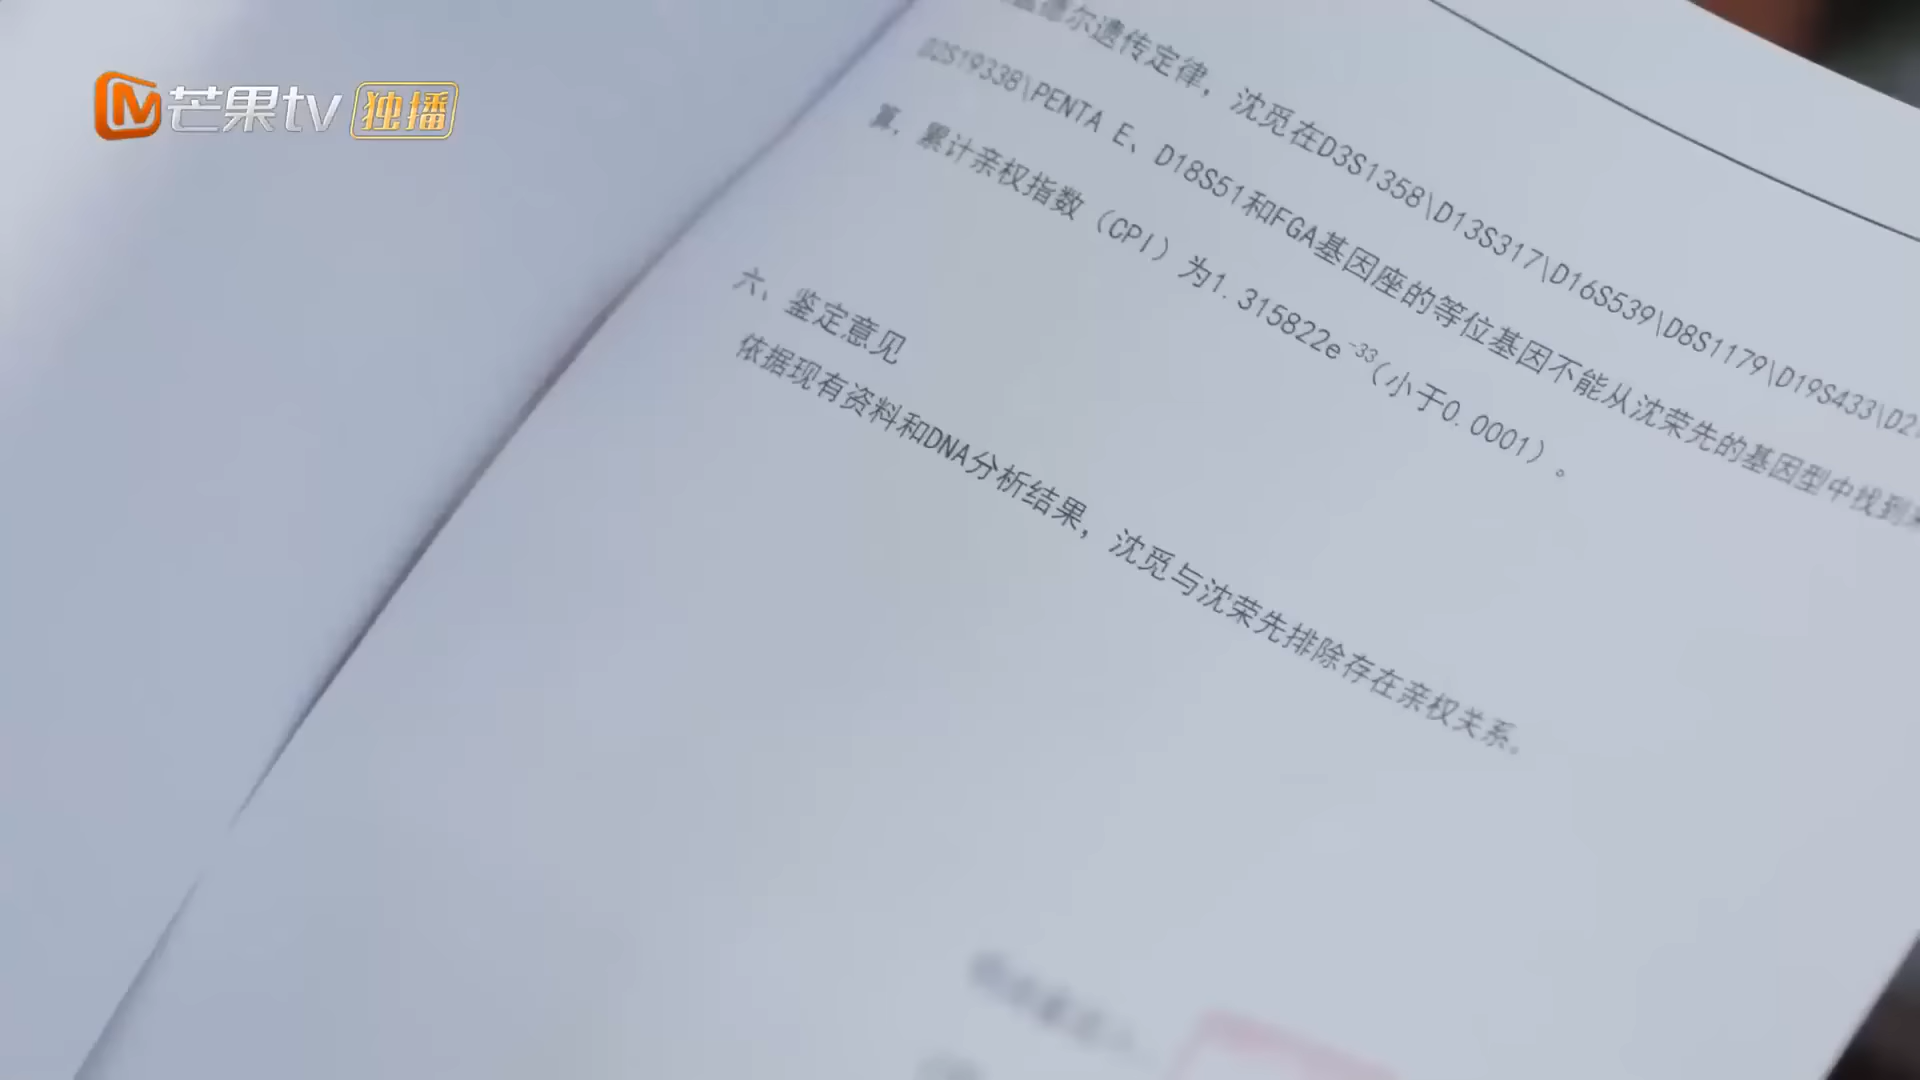 芒果tv 独播
德尔遗传定律，沈觅在D3S1358\D13S317\D16S539\D8S1179\D19S433\D2
D2S19338\PENTA E、D18S51和FGA基因座的等位基因不能从沈荣先的基因型中找到
算，累计亲权指数（CPI）为1.315822e-33(小于0.0001）。
六、鉴定意见
依据现有资料和DNA分析结果，沈觅与沈荣先排除存在亲权关系。